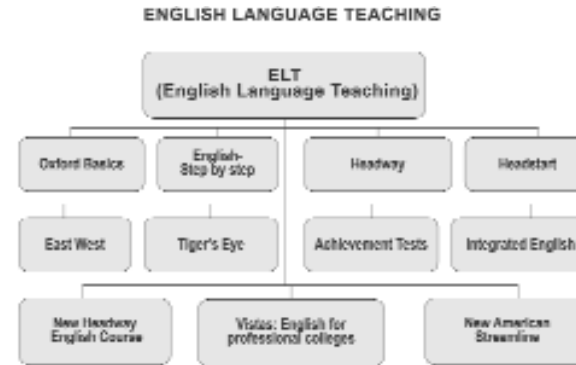 ENGLISH LANGUAGE TEACHING
ELT
(English Language Teaching)
Oxford Basics
English-
Step by step
Headway
Headstart
East West
Tiger's Eye
Achievement Tests
Integrated English
New Headway
English Course
Vistas: English for
professional colleges
New American
Streamline